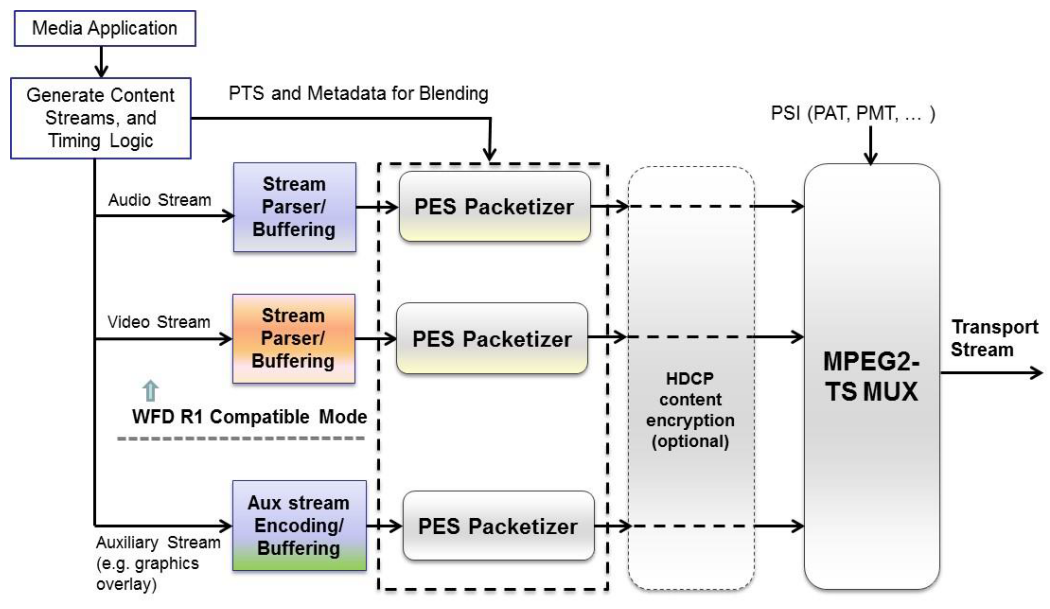 Media Application
Generate Content
Streams, and
Timing Logic
PTS and Metadata for Blending
PSI (PAT, PMT, … )
Audio Stream
Stream
Parser/
Buffering
PES Packetizer
Video Stream
Stream
Parser/
Buffering
PES Packetizer
WFD R1 Compatible Mode
Auxiliary Stream
(e.g. graphics
overlay)
Aux stream
Encoding/
Buffering
PES Packetizer
HDCP
content
encryption
(optional)
MPEG2-
TS MUX
Transport
Stream